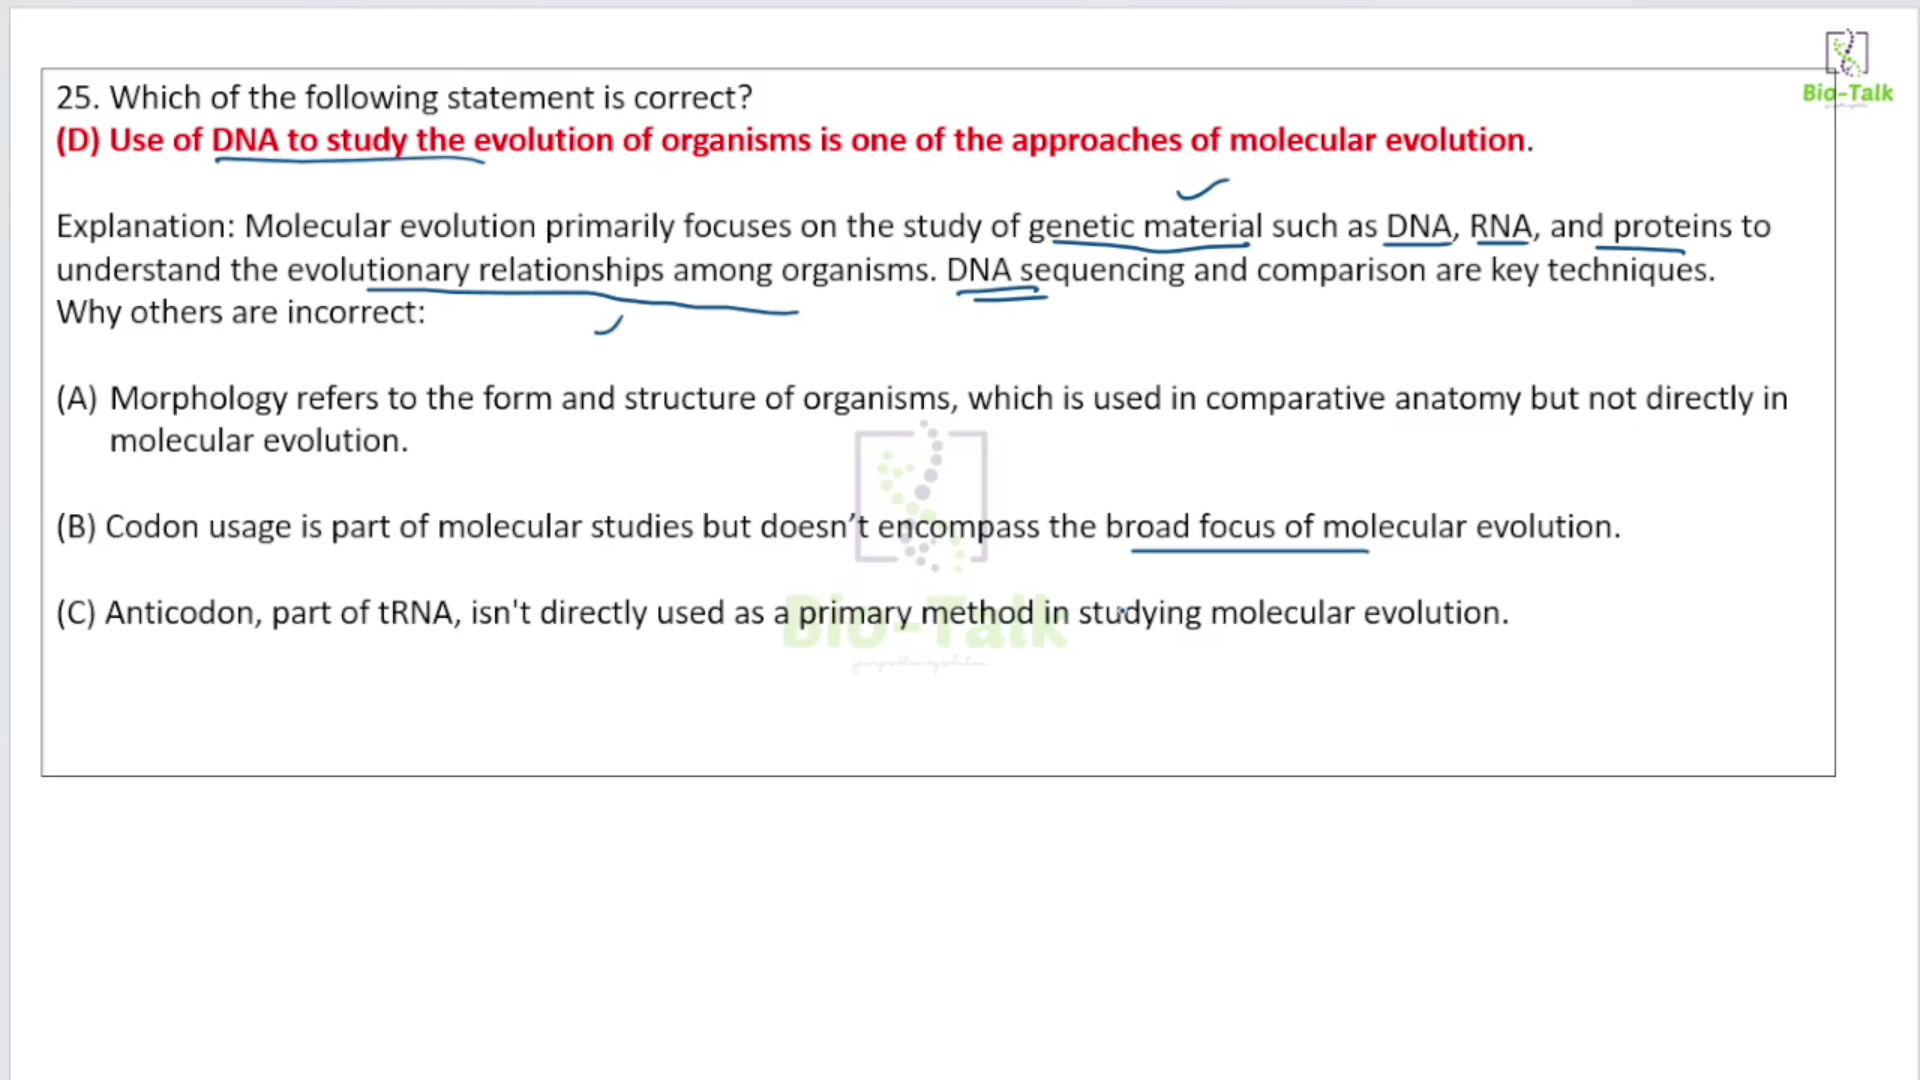 Bio-Talk
25. Which of the following statement is correct?
(D) Use of DNA to study the evolution of organisms is one of the approaches of molecular evolution.
Explanation: Molecular evolution primarily focuses on the study of genetic material such as DNA, RNA, and proteins to
understand the evolutionary relationships among organisms. DNA sequencing and comparison are key techniques.
Why others are incorrect:
(A) Morphology refers to the form and structure of organisms, which is used in comparative anatomy but not directly in
molecular evolution.
(B) Codon usage is part of molecular studies but doesn’t encompass the broad focus of molecular evolution.
(C) Anticodon, part of tRNA, isn't directly used as a primary method in studying molecular evolution.
Bio-Talk